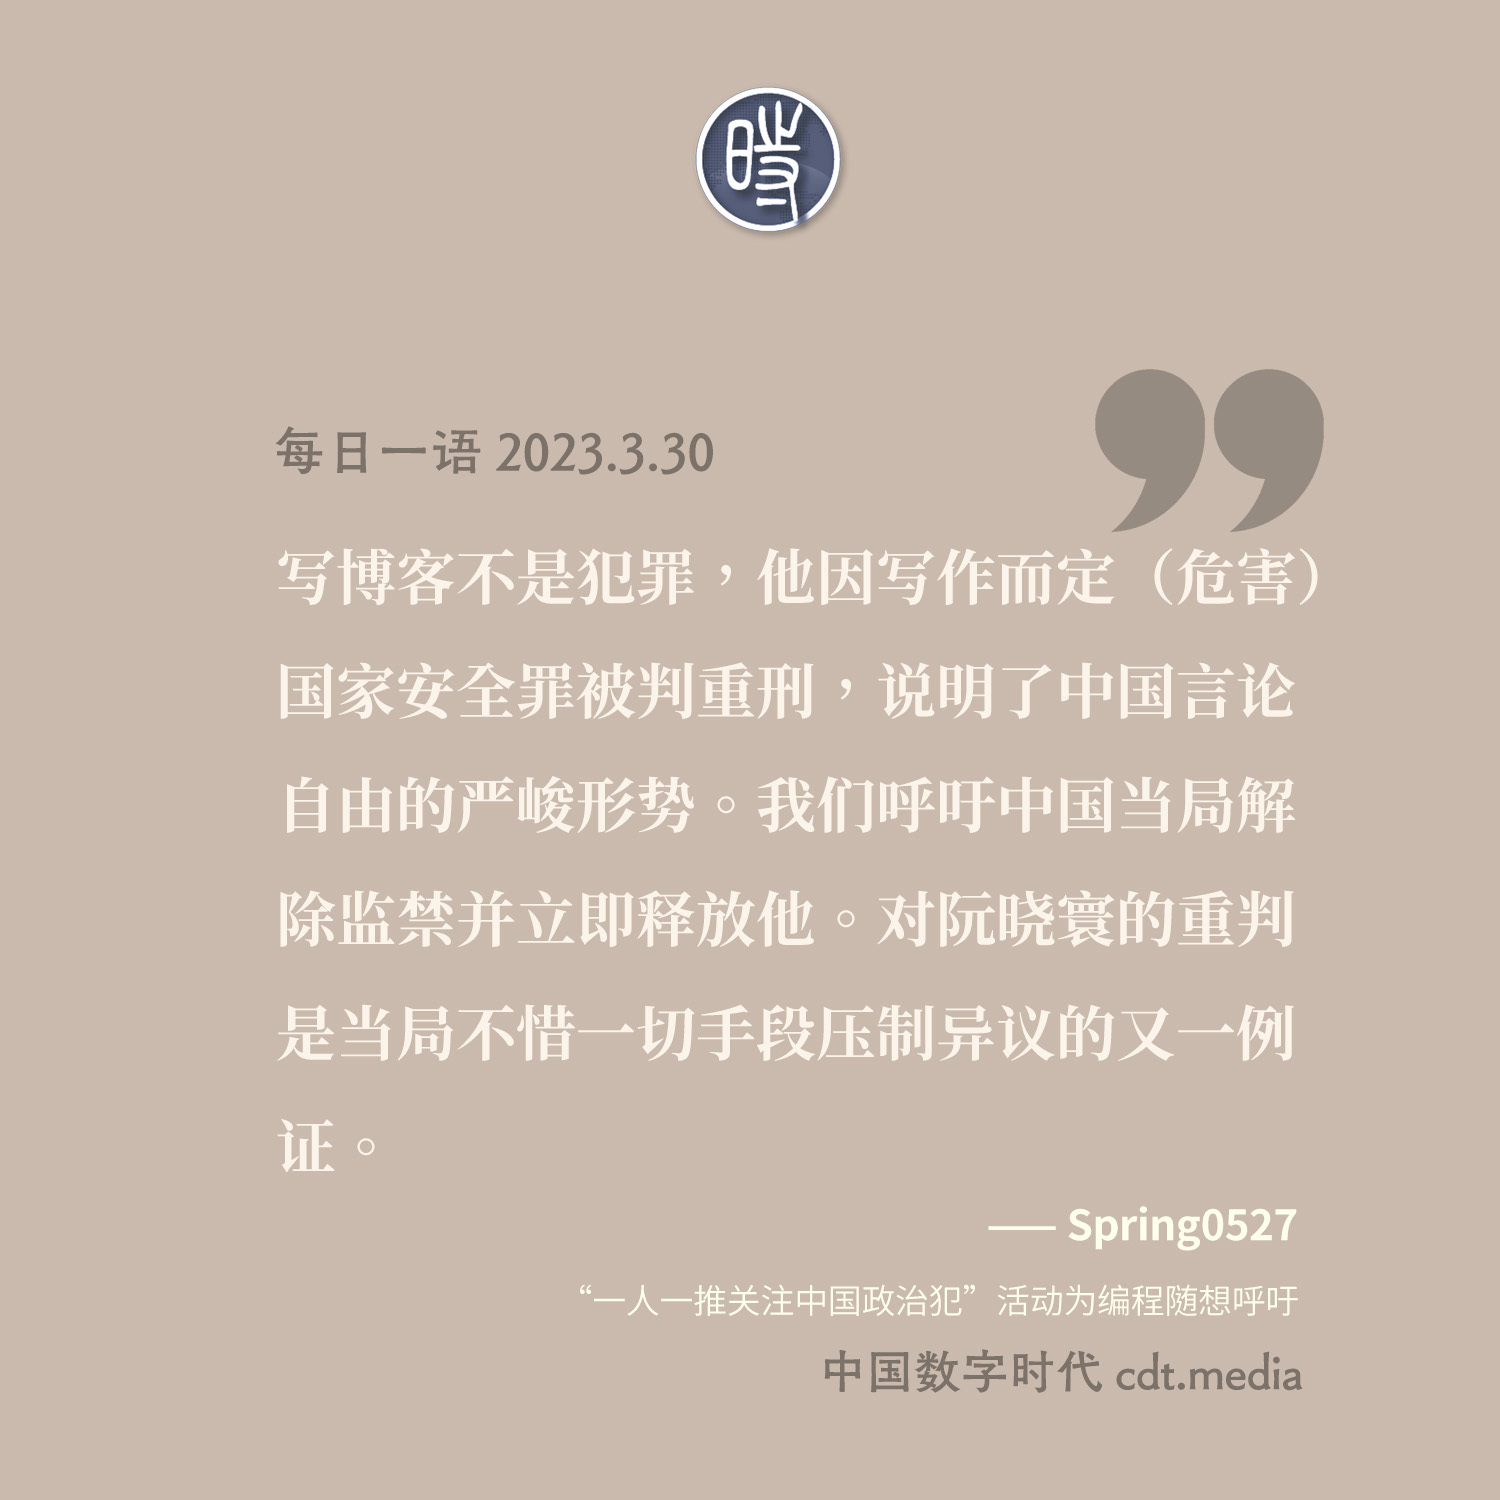 時
每日一语 2023.3.30
写博客不是犯罪，他因写作而定（危害）
国家安全罪被判重刑，说明了中国言论
自由的严峻形势。我们呼吁中国当局解
除监禁并立即释放他。对阮晓寰的重判
是当局不惜一切手段压制异议的又一例
证。
—— Spring0527
“一人一推关注中国政治犯”活动为编程随想呼吁
中国数字时代 cdt.media